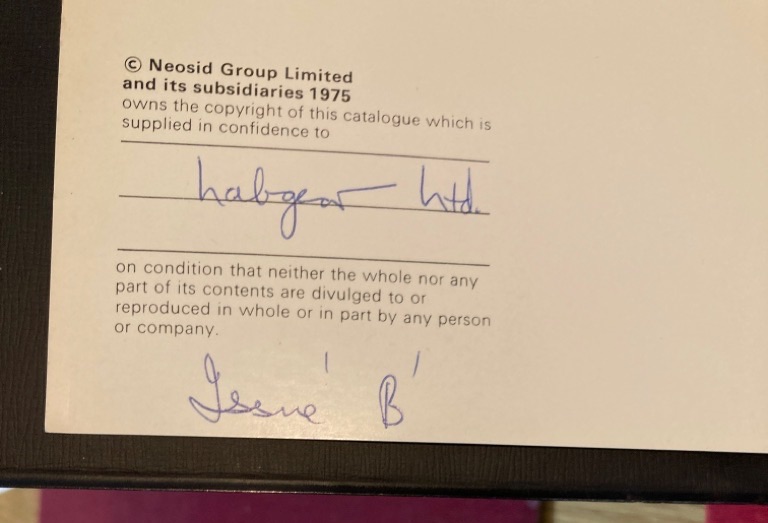 © Neosid Group Limited
and its subsidiaries 1975
owns the copyright of this catalogue which is
supplied in confidence to
Labgear Ltd.
on condition that neither the whole nor any
part of its contents are divulged to or
reproduced in whole or in part by any person
or company.
Issue 'B'